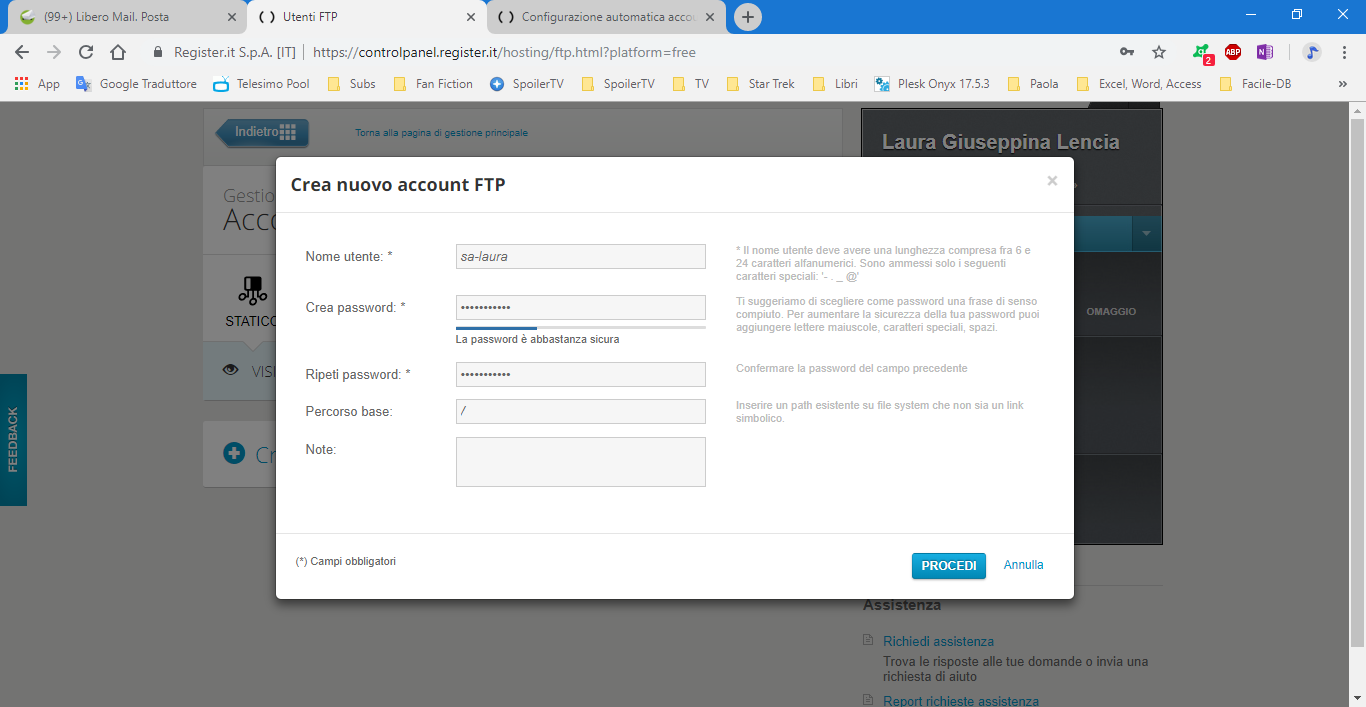 (99+) Libero Mail. Posta
Utenti FTP
Configurazione automatica accou
Register.it S.p.A. [IT]
https://controlpanel.register.it/hosting/ftp.html?platform=free
2
ABP
N
App
Google Traduttore
Telesimo Pool
Subs
Fan Fiction
SpoilerTV
SpoilerTV
TV
Star Trek
Libri
Plesk Onyx 17.5.3
Paola
Excel, Word, Access
Facile-DB
»
Indietro
Torna alla pagina di gestione principale
Laura Giuseppina Lencia
Gestio
Acco
STATICO
VISI
Cr
FEEDBACK
OMAGGIO
Crea nuovo account FTP
×
Nome utente: *
sa-laura
* Il nome utente deve avere una lunghezza compresa fra 6 e
24 caratteri alfanumerici. Sono ammessi solo i seguenti
caratteri speciali: '- . _ @'
Crea password: *
•••••••••••
La password è abbastanza sicura
Ti suggeriamo di scegliere come password una frase di senso
compiuto. Per aumentare la sicurezza della tua password puoi
aggiungere lettere maiuscole, caratteri speciali, spazi.
Ripeti password: *
•••••••••••
Confermare la password del campo precedente
Percorso base:
/
Inserire un path esistente su file system che non sia un link
simbolico.
Note:
(*) Campi obbligatori
PROCEDI
Annulla
Assistenza
Richiedi assistenza
Trova le risposte alle tue domande o invia una
richiesta di aiuto
Report richieste assistenza